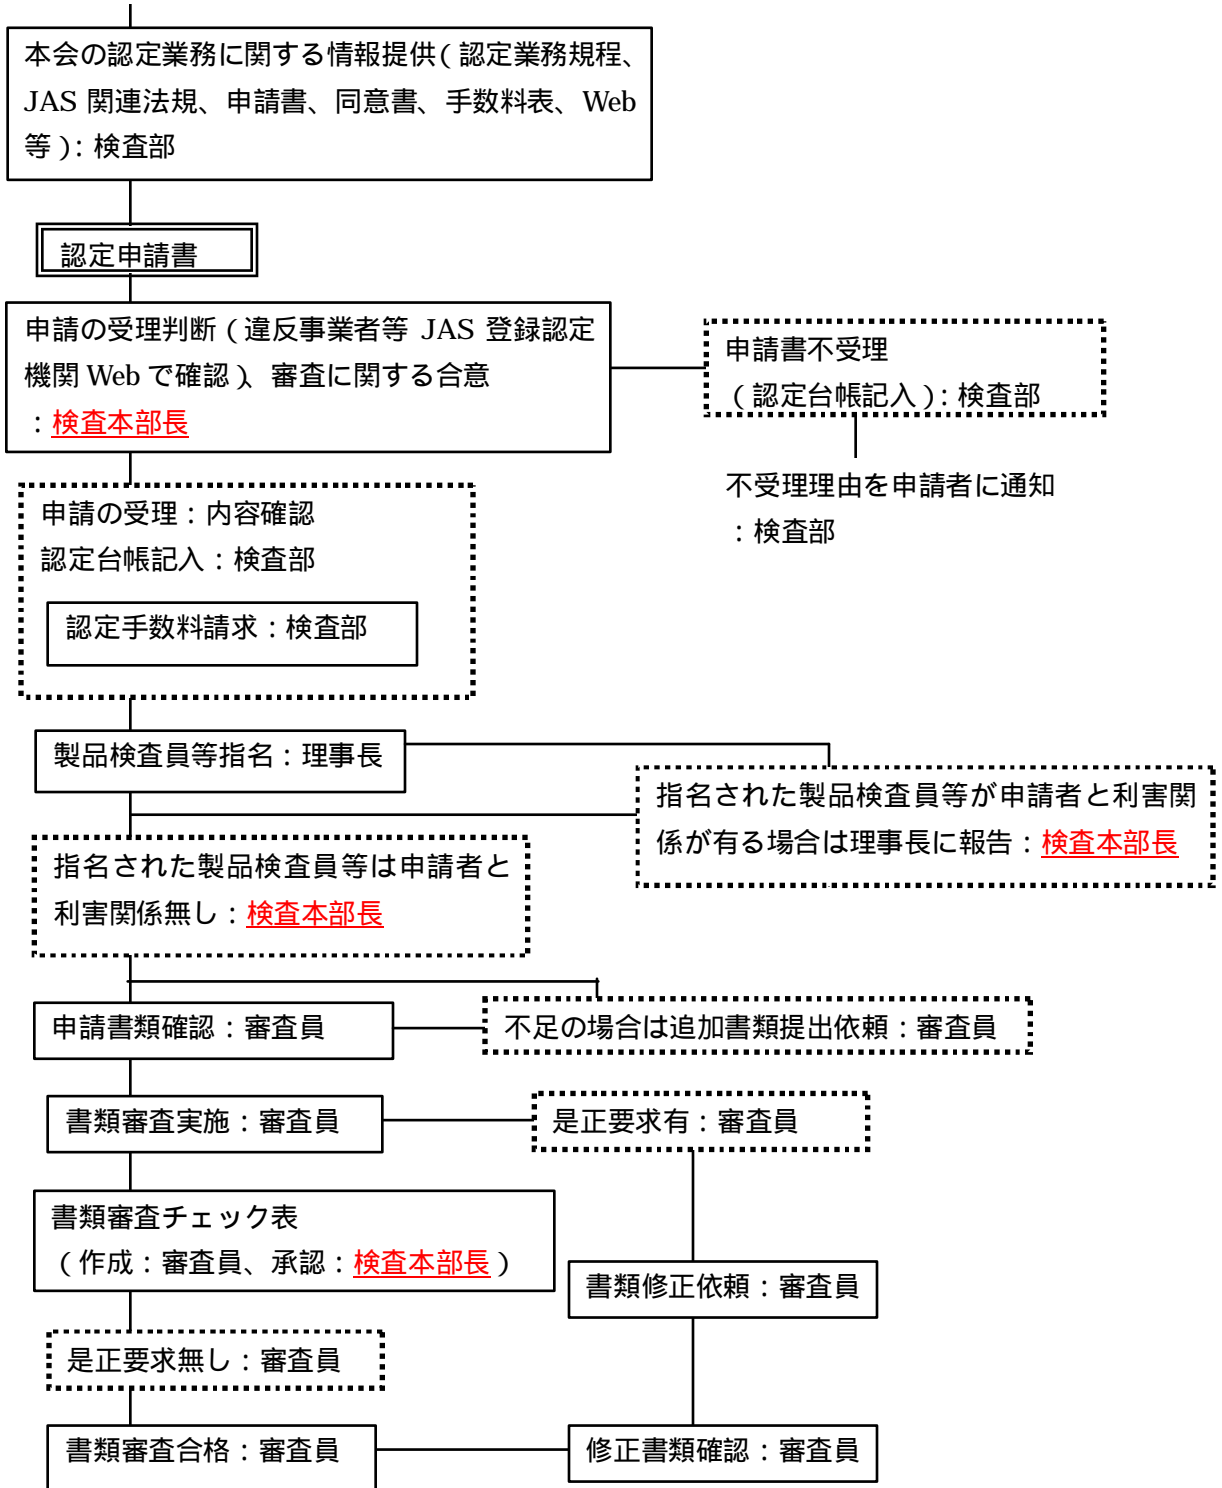 本会の認定業務に関する情報提供（認定業務規程、
JAS 関連法規、申請書、同意書、手数料表、Web
等）：検査部
認定申請書
申請の受理判断（違反事業者等 JAS 登録認定
機関 Web で確認）、審査に関する合意
：検査本部長
申請書不受理
（認定台帳記入）：検査部
不受理理由を申請者に通知
：検査部
申請の受理：内容確認
認定台帳記入：検査部
認定手数料請求：検査部
製品検査員等指名：理事長
指名された製品検査員等が申請者と利害関
係が有る場合は理事長に報告：検査本部長
指名された製品検査員等は申請者と
利害関係無し：検査本部長
申請書類確認：審査員
不足の場合は追加書類提出依頼：審査員
書類審査実施：審査員
是正要求有：審査員
書類審査チェック表
（作成：審査員、承認：検査本部長）
書類修正依頼：審査員
是正要求無し：審査員
書類審査合格：審査員
修正書類確認：審査員